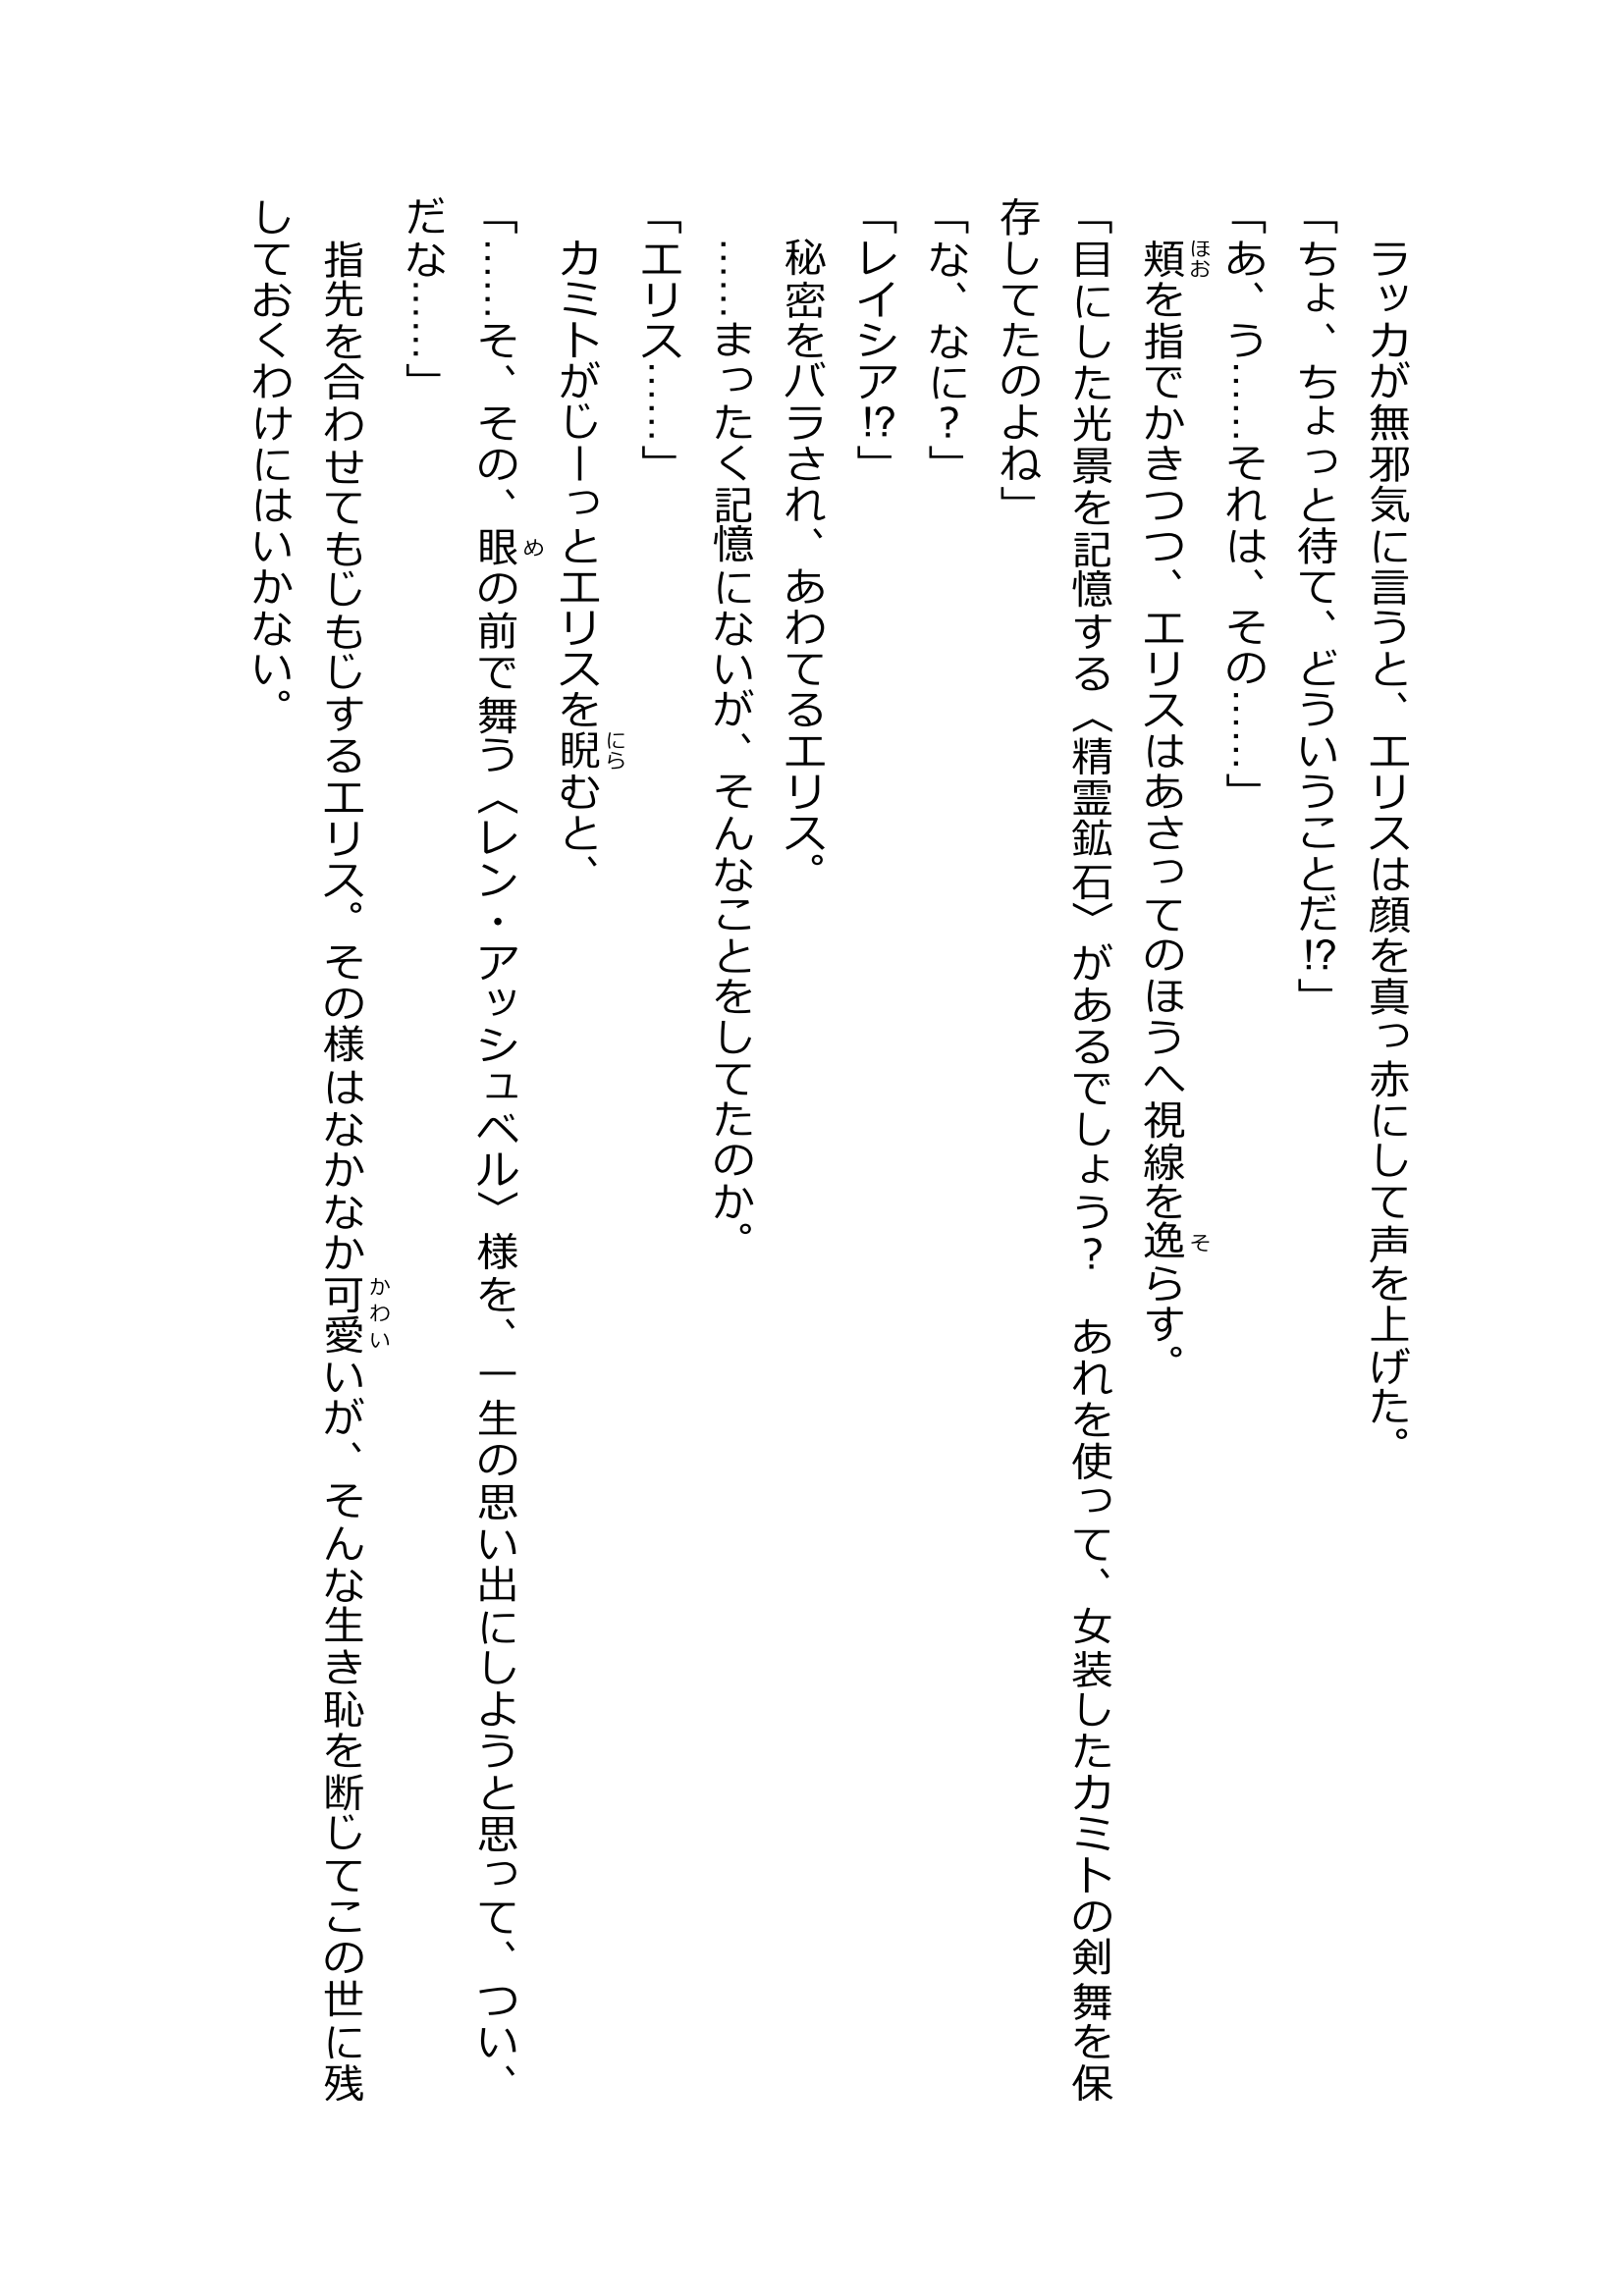 ラッカが無邪気に言うと、エリスは顔を真っ赤にして声を上げた。
「ちょ、ちょっと待て、どういうことだ!?」
「あ、う……それは、その……」
　頬を指でかきつつ、エリスはあさってのほうへ視線を逸らす。
「目にした光景を記憶する〈精霊鉱石〉があるでしょう？　あれを使って、女装したカミトの剣舞を保
存してたのよね」
「な、なに？」
「レイシア!?」
　秘密をバラされ、あわてるエリス。
　……まったく記憶にないが、そんなことをしてたのか。
「エリス……」
　カミトがじーっとエリスを睨むと、
「……そ、その、眼の前で舞う〈レン・アッシュベル〉様を、一生の思い出にしようと思って、つい、
だな……」
　指先を合わせてもじもじするエリス。その様はなかなか可愛いが、そんな生き恥を断じてこの世に残
しておくわけにはいかない。